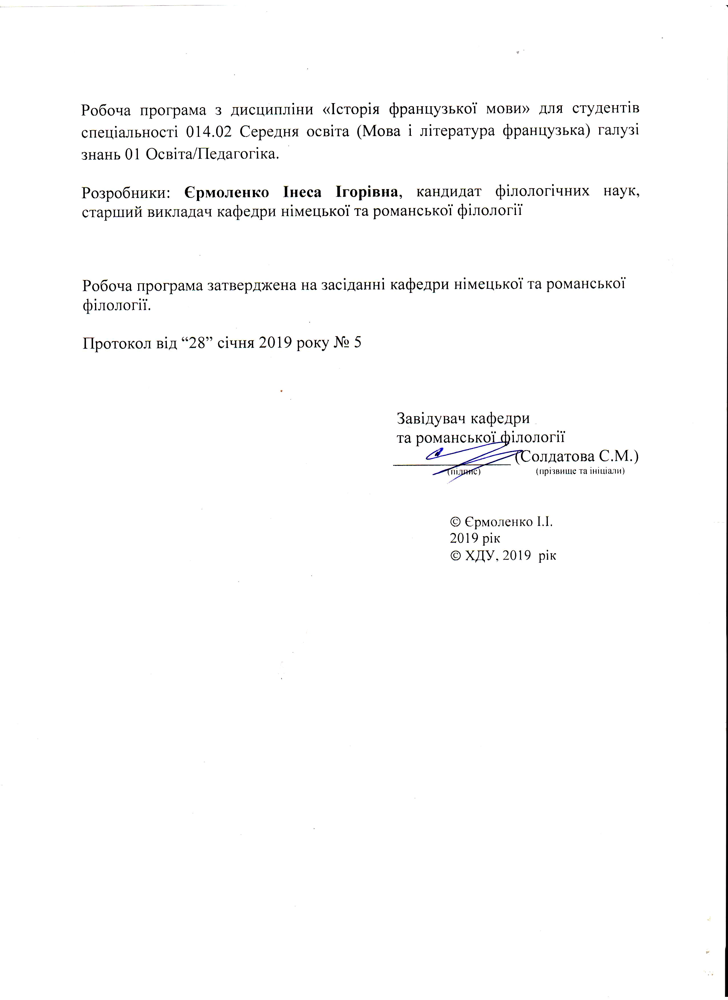 Робоча програма з дисципліни «Історія французької мови» для студентів
спеціальності 014.02 Середня освіта (Мова і література французька) галузі
знань 01 Освіта/Педагогіка.
Розробники: Єрмоленко Інеса Ігорівна, кандидат філологічних наук,
старший викладач кафедри німецької та романської філології
Робоча програма затверджена на засіданні кафедри німецької та романської
філології.
Протокол від “28” січня 2019 року № 5
Завідувач кафедри
та романської філології
(Солдатова С.М.)
(підпис) (прізвище та ініціали)
© Єрмоленко І.І.
2019 рік
© ХДУ, 2019 рік